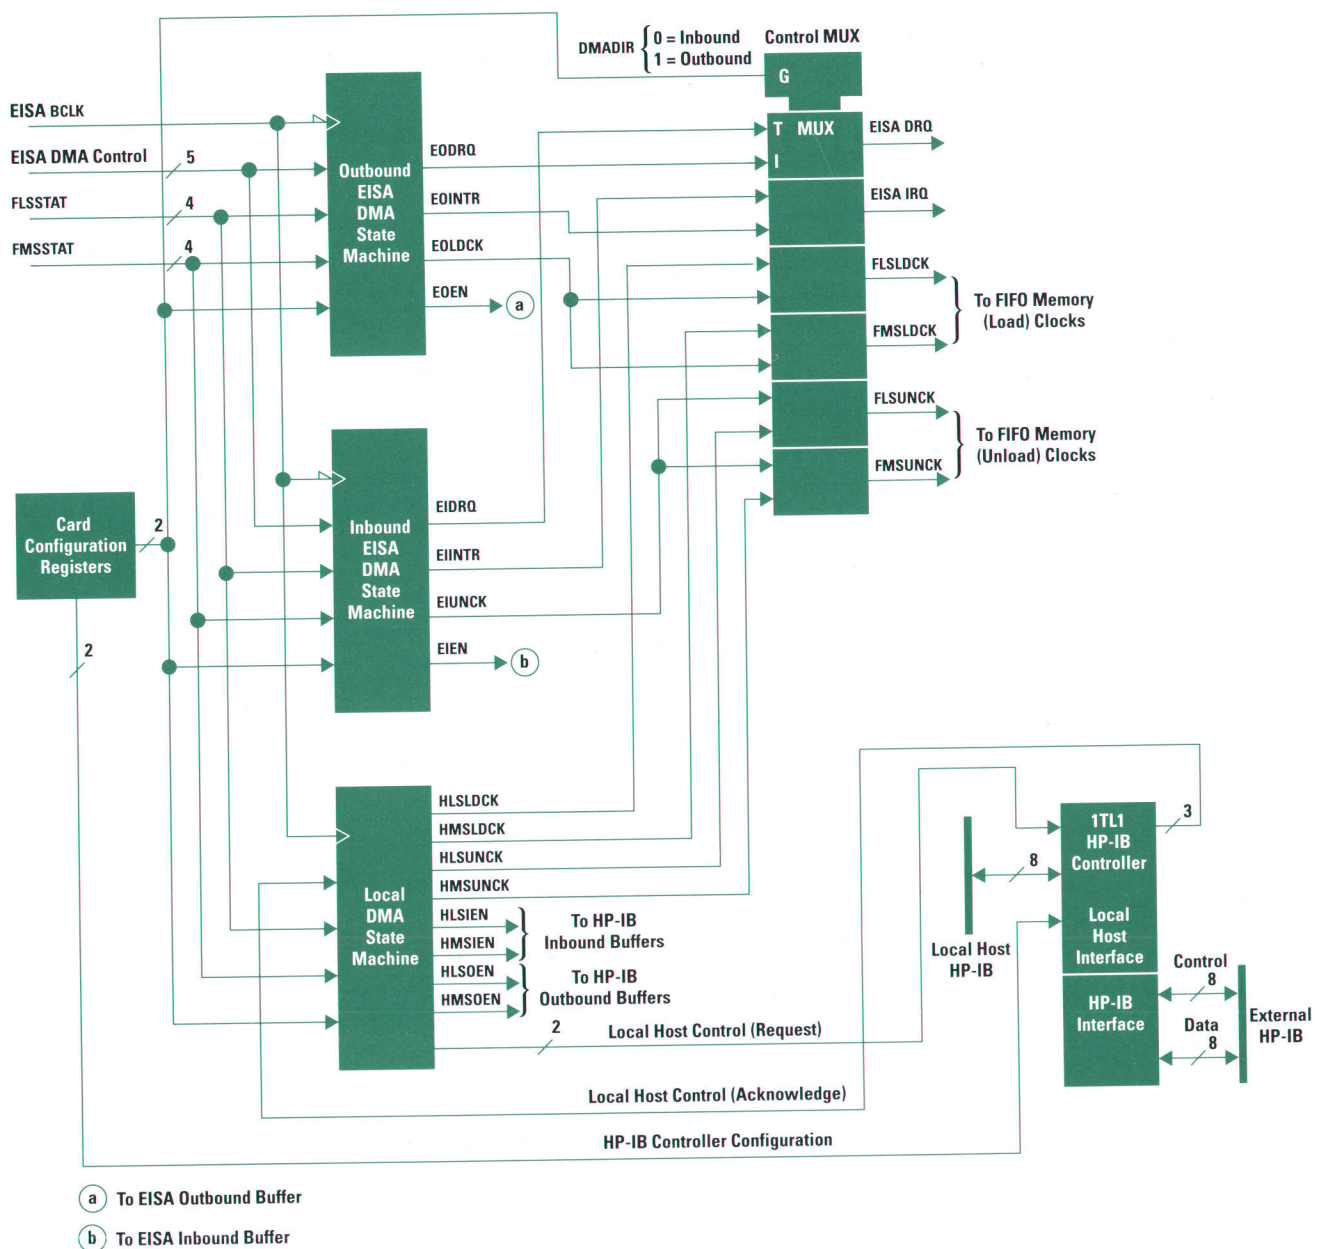 DMADIR { 0 = Inbound
1 = Outbound
Control MUX
G
EISA BCLK
EISA DMA Control 5
FLSSTAT 4
FMSSTAT 4
Outbound
EISA
DMA
State
Machine
EODRQ
EOINTR
EOLDCK
EOEN
a
T MUX
I
EISA DRQ
EISA IRQ
FLSLDCK
FMSLDCK
To FIFO Memory
(Load) Clocks
FLSUNCK
FMSUNCK
To FIFO Memory
(Unload) Clocks
Card
Configuration
Registers
2
2
Inbound
EISA
DMA
State
Machine
EIDRQ
EIINTR
EIUNCK
EIEN
b
Local
DMA
State
Machine
HLSLDCK
HMSLDCK
HLSUNCK
HMSUNCK
HLSIEN
HMSIEN
To HP-IB
Inbound Buffers
HLSOEN
HMSOEN
To HP-IB
Outbound Buffers
2
Local Host Control (Request)
Local Host Control (Acknowledge)
HP-IB Controller Configuration
1TL1
HP-IB
Controller
3
8
Local
Host
Interface
Local Host
HP-IB
HP-IB
Interface
Control
8
Data
8
External
HP-IB
a To EISA Outbound Buffer
b To EISA Inbound Buffer